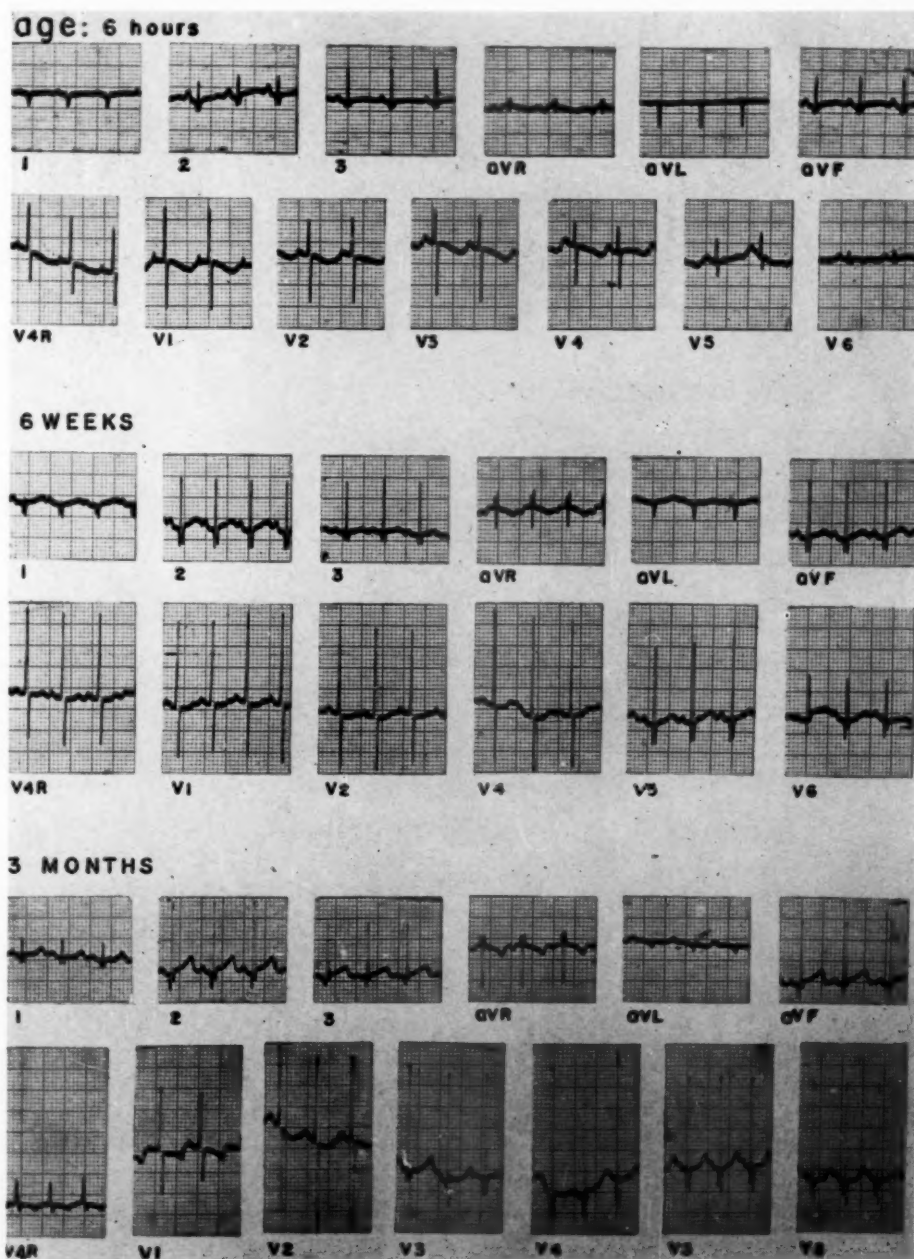 age: 6 hours
1 2 3 aVR aVL aVF
V4R V1 V2 V3 V4 V5 V6
6 WEEKS
1 2 3 aVR aVL aVF
V4R V1 V2 V4 V5 V6
3 MONTHS
1 2 3 aVR aVL aVF
V4R V1 V2 V3 V4 V5 V6